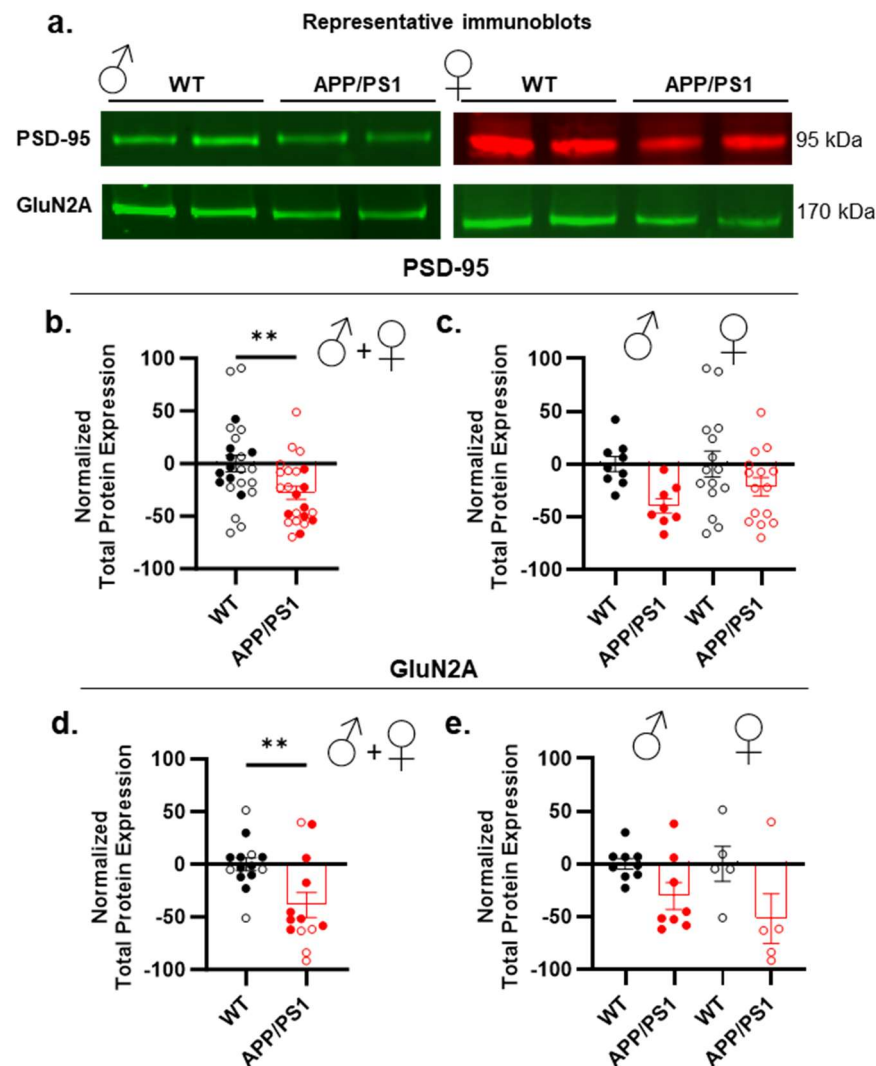 a. Representative immunoblots
♂ WT APP/PS1 ♀ WT APP/PS1
PSD-95 95 kDa
GluN2A 170 kDa
PSD-95
b. ** ♂ + ♀
Normalized
Total Protein Expression
100
50
0
-50
-100
WT APP/PS1
c. ♂ ♀
Normalized
Total Protein Expression
100
50
0
-50
-100
WT APP/PS1 WT APP/PS1
GluN2A
d. ** ♂ + ♀
Normalized
Total Protein Expression
100
50
0
-50
-100
WT APP/PS1
e. ♂ ♀
Normalized
Total Protein Expression
100
50
0
-50
-100
WT APP/PS1 WT APP/PS1